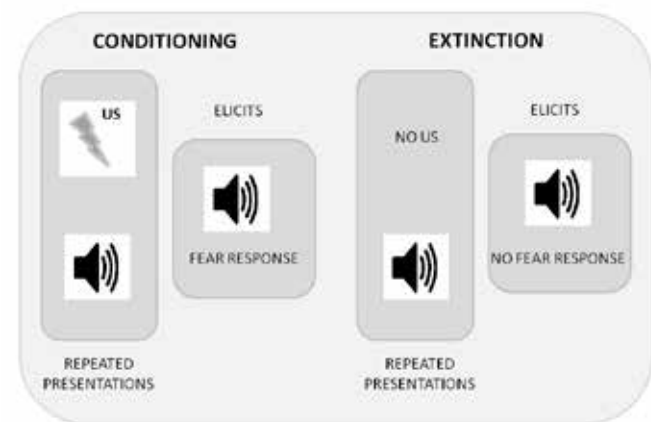 CONDITIONING
US
ELICITS
FEAR RESPONSE
REPEATED
PRESENTATIONS
EXTINCTION
NO US
ELICITS
NO FEAR RESPONSE
REPEATED
PRESENTATIONS